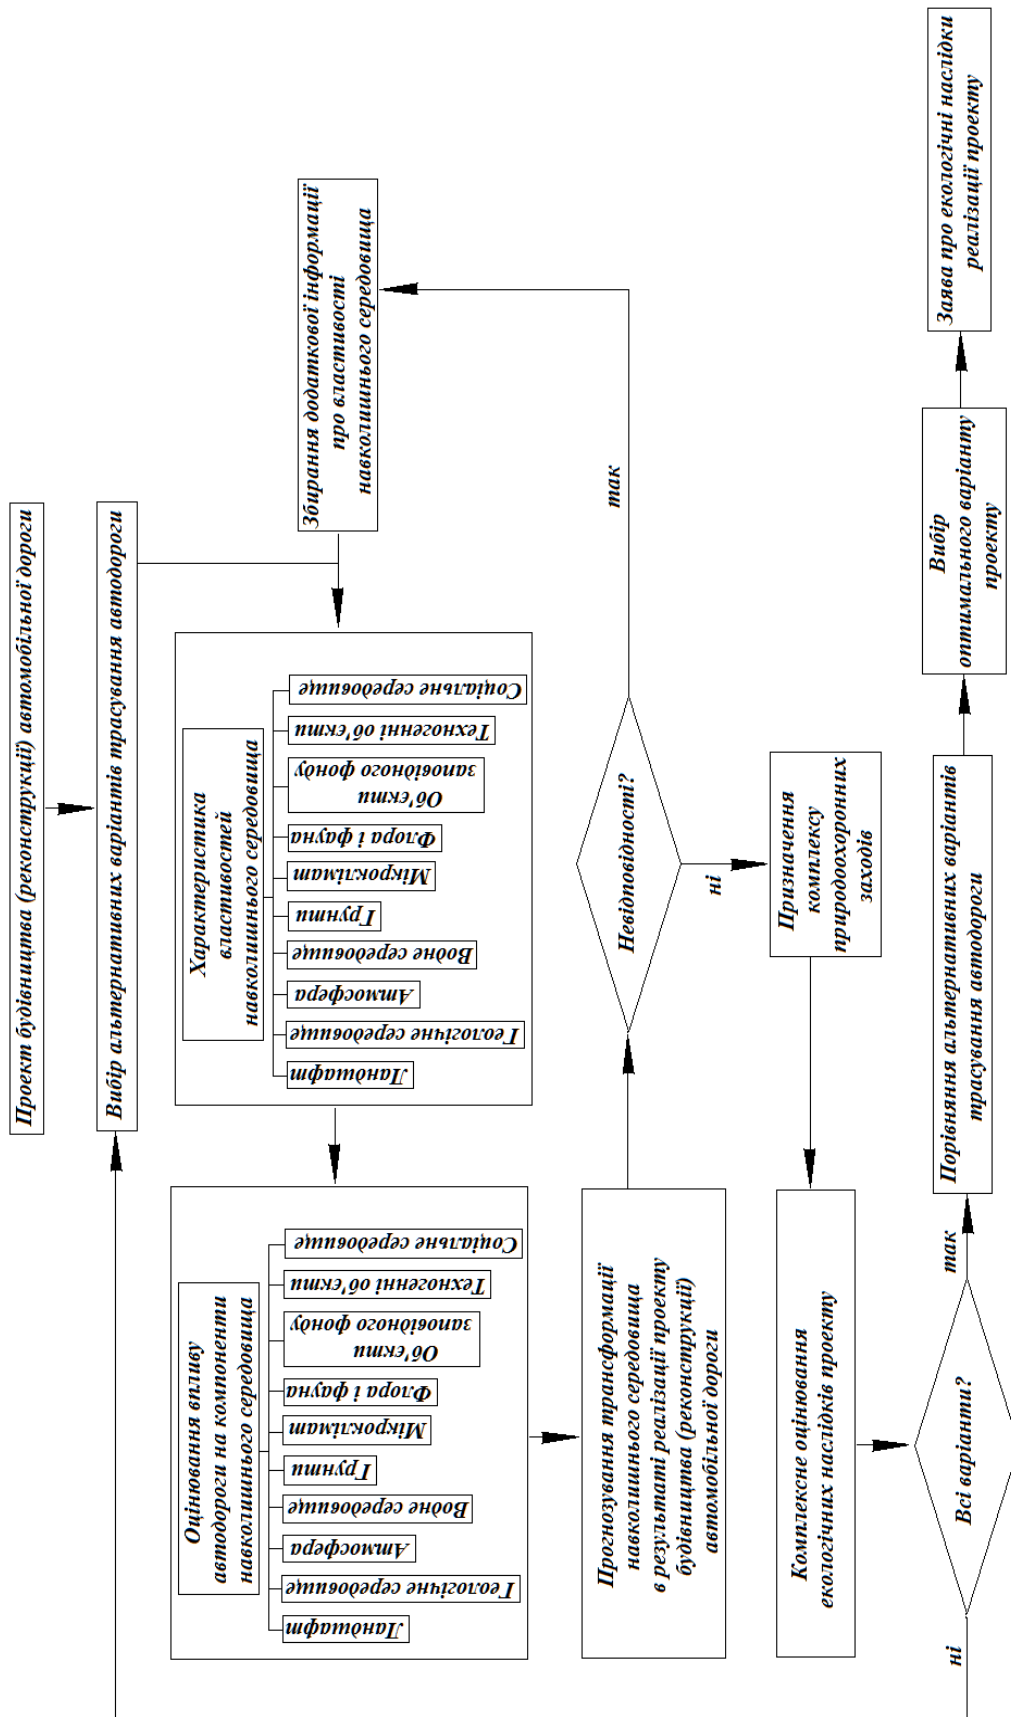 Проект будівництва (реконструкції) автомобільної дороги
Вибір альтернативних варіантів трасування автодороги
Збирання додаткової інформації
про властивості
навколишнього середовища
Характеристика
властивостей
навколишнього середовища
Ландшафт
Геологічне середовище
Атмосфера
Водне середовище
Ґрунти
Мікроклімат
Флора і фауна
Об'єкти
заповідного фонду
Техногенні об'єкти
Соціальне середовище
Оцінювання впливу
автодороги на компоненти
навколишнього середовища
Ландшафт
Геологічне середовище
Атмосфера
Водне середовище
Ґрунти
Мікроклімат
Флора і фауна
Об'єкти
заповідного фонду
Техногенні об'єкти
Соціальне середовище
Прогнозування трансформації
навколишнього середовища
в результаті реалізації проекту
будівництва (реконструкції)
автомобільної дороги
Невідповідності?
так
ні
Призначення
комплексу
природоохоронних
заходів
Комплексне оцінювання
екологічних наслідків проекту
Всі варіанти?
ні
так
Порівняння альтернативних варіантів
трасування автодороги
Вибір
оптимального варіанту
проекту
Заява про екологічні наслідки
реалізації проекту